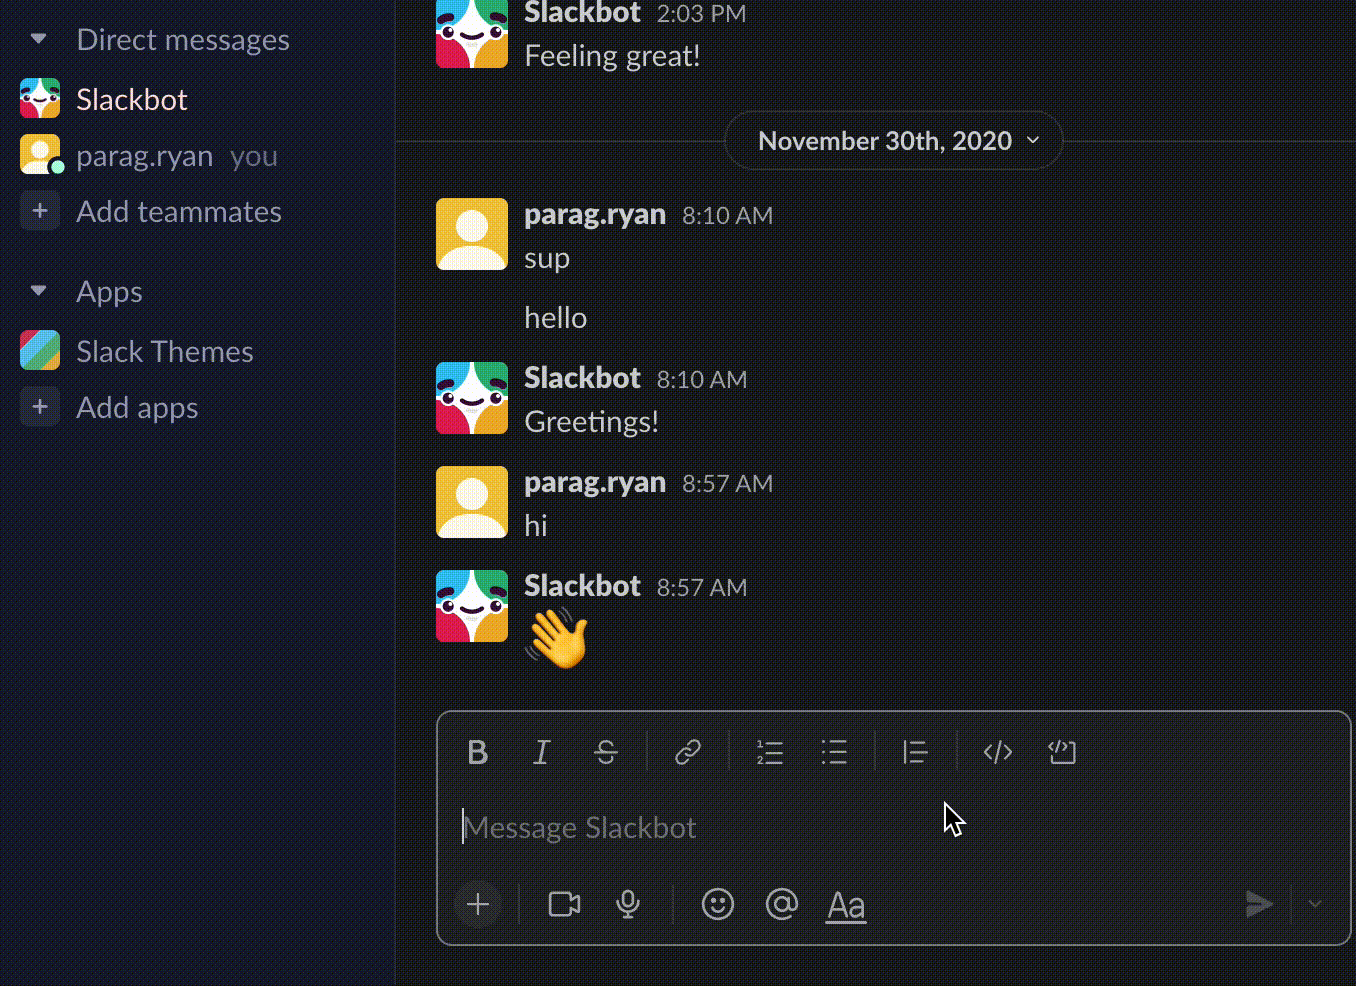 Direct messages
Slackbot
parag.ryan you
Add teammates
Apps
Slack Themes
Add apps
Slackbot 2:03 PM
Feeling great!
November 30th, 2020
parag.ryan 8:10 AM
sup
hello
Slackbot 8:10 AM
Greetings!
parag.ryan 8:57 AM
hi
Slackbot 8:57 AM
👋
B I S
Message Slackbot
@ Aa